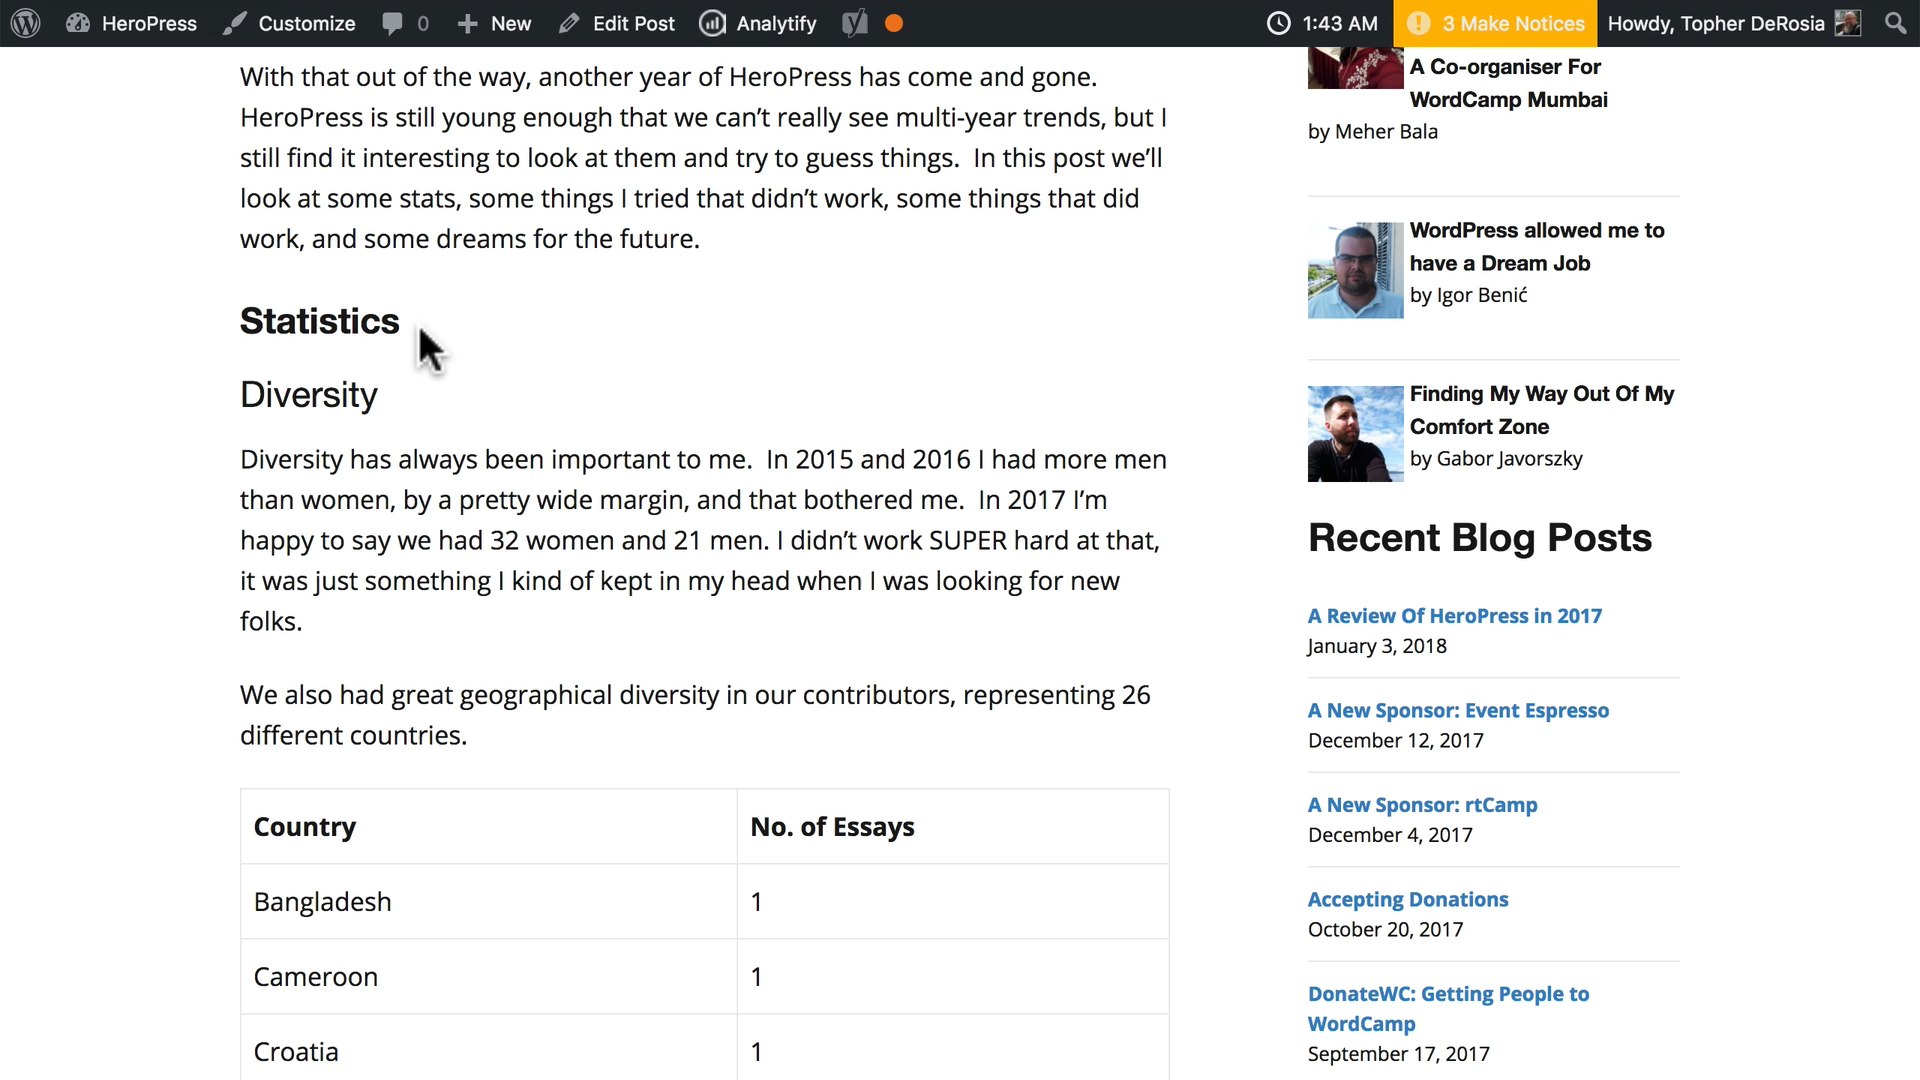 HeroPress Customize 0 New Edit Post Analytify 1:43 AM 3 Make Notices Howdy, Topher DeRosia
With that out of the way, another year of HeroPress has come and gone.
HeroPress is still young enough that we can't really see multi-year trends, but I
still find it interesting to look at them and try to guess things.  In this post we'll
look at some stats, some things I tried that didn't work, some things that did
work, and some dreams for the future.
Statistics
Diversity
Diversity has always been important to me.  In 2015 and 2016 I had more men
than women, by a pretty wide margin, and that bothered me.  In 2017 I'm
happy to say we had 32 women and 21 men. I didn't work SUPER hard at that,
it was just something I kind of kept in my head when I was looking for new
folks.
We also had great geographical diversity in our contributors, representing 26
different countries.
Country No. of Essays
Bangladesh 1
Cameroon 1
Croatia 1
A Co-organiser For
WordCamp Mumbai
by Meher Bala
WordPress allowed me to
have a Dream Job
by Igor Benić
Finding My Way Out Of My
Comfort Zone
by Gabor Javorszky
Recent Blog Posts
A Review Of HeroPress in 2017
January 3, 2018
A New Sponsor: Event Espresso
December 12, 2017
A New Sponsor: rtCamp
December 4, 2017
Accepting Donations
October 20, 2017
DonateWC: Getting People to
WordCamp
September 17, 2017